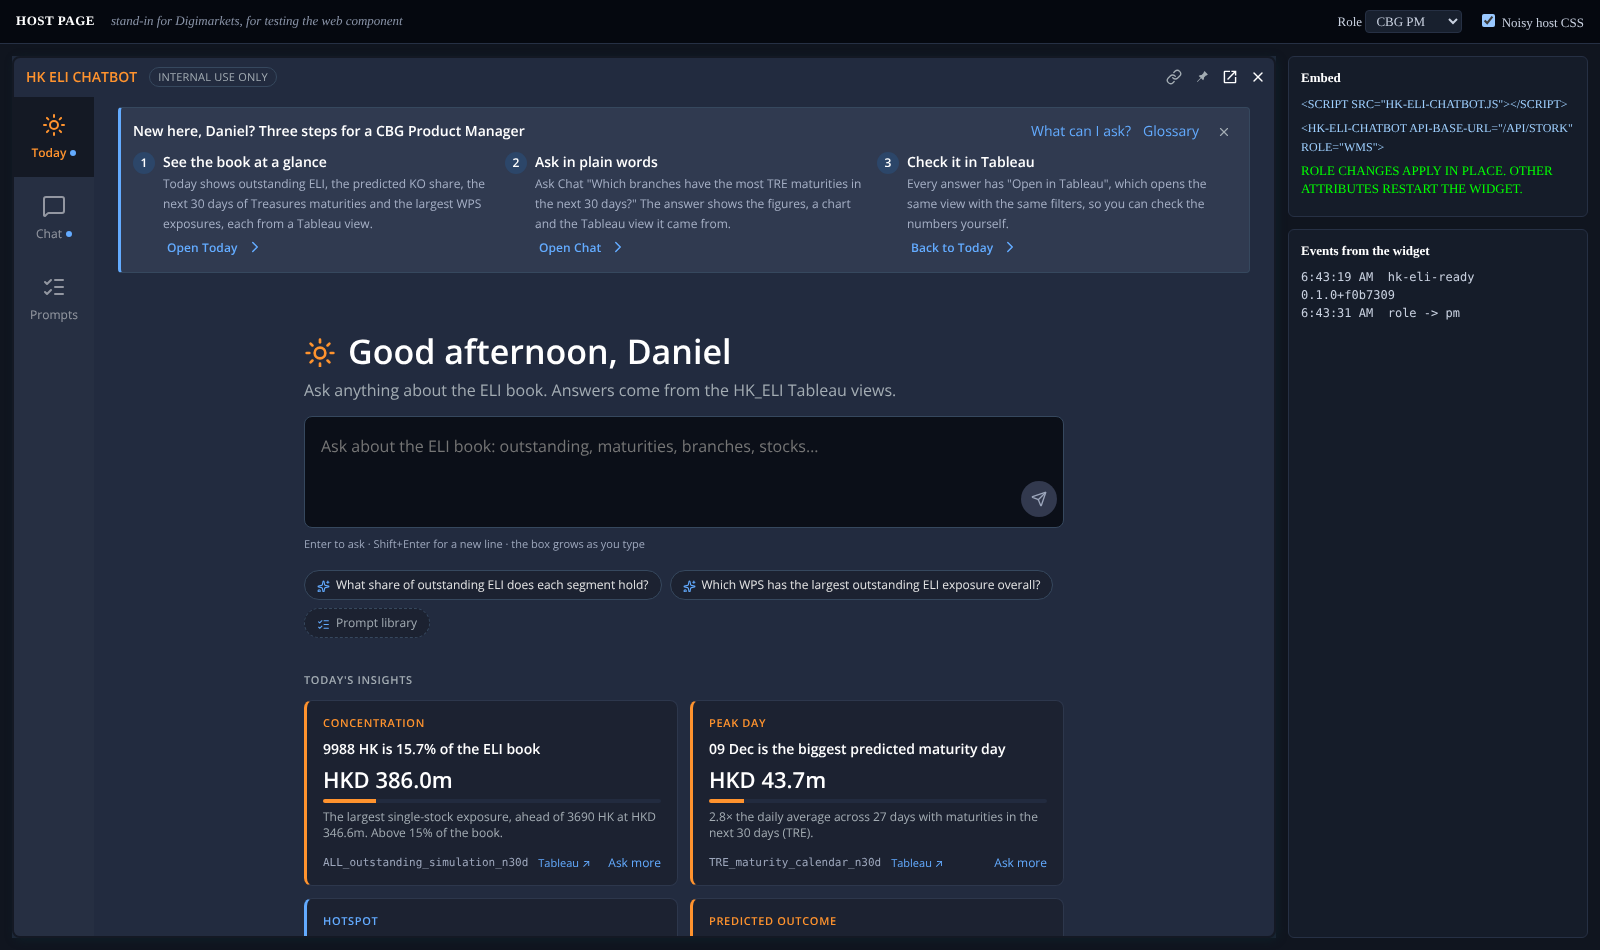 HOST PAGE stand-in for Digimarkets, for testing the web component
Role CBG PM Noisy host CSS
HK ELI CHATBOT INTERNAL USE ONLY
Today
Chat
Prompts
New here, Daniel? Three steps for a CBG Product Manager
What can I ask? Glossary
1 See the book at a glance
Today shows outstanding ELI, the predicted KO share, the
next 30 days of Treasures maturities and the largest WPS
exposures, each from a Tableau view.
Open Today
2 Ask in plain words
Ask Chat "Which branches have the most TRE maturities in
the next 30 days?" The answer shows the figures, a chart
and the Tableau view it came from.
Open Chat
3 Check it in Tableau
Every answer has "Open in Tableau", which opens the
same view with the same filters, so you can check the
numbers yourself.
Back to Today
Good afternoon, Daniel
Ask anything about the ELI book. Answers come from the HK_ELI Tableau views.
Ask about the ELI book: outstanding, maturities, branches, stocks...
Enter to ask · Shift+Enter for a new line · the box grows as you type
What share of outstanding ELI does each segment hold?
Which WPS has the largest outstanding ELI exposure overall?
Prompt library
TODAY'S INSIGHTS
CONCENTRATION
9988 HK is 15.7% of the ELI book
HKD 386.0m
The largest single-stock exposure, ahead of 3690 HK at HKD
346.6m. Above 15% of the book.
ALL_outstanding_simulation_n30d Tableau ↗ Ask more
PEAK DAY
09 Dec is the biggest predicted maturity day
HKD 43.7m
2.8× the daily average across 27 days with maturities in the
next 30 days (TRE).
TRE_maturity_calendar_n30d Tableau ↗ Ask more
HOTSPOT
PREDICTED OUTCOME
Embed
<SCRIPT SRC="HK-ELI-CHATBOT.JS"></SCRIPT>
<HK-ELI-CHATBOT API-BASE-URL="/API/STORK"
ROLE="WMS">
ROLE CHANGES APPLY IN PLACE. OTHER
ATTRIBUTES RESTART THE WIDGET.
Events from the widget
6:43:19 AM hk-eli-ready
0.1.0+f0b7309
6:43:31 AM role -> pm